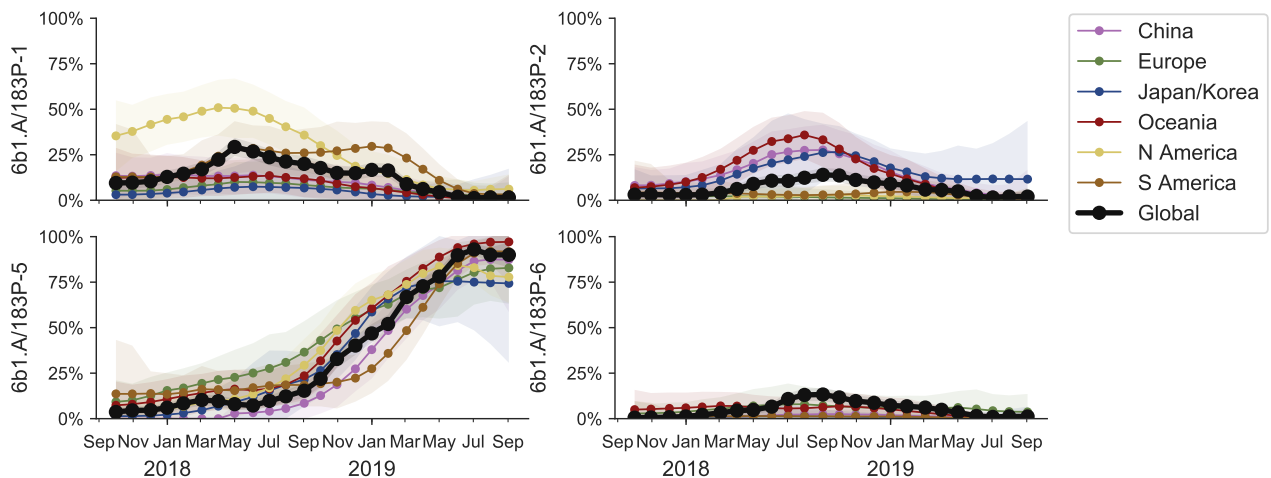 100%
75%
50%
25%
0%
6b1.A/183P-1
100%
75%
50%
25%
0%
6b1.A/183P-2
China
Europe
Japan/Korea
Oceania
N America
S America
Global
100%
75%
50%
25%
0%
6b1.A/183P-5
Sep Nov Jan Mar May Jul Sep Nov Jan Mar May Jul Sep
2018 2019
100%
75%
50%
25%
0%
6b1.A/183P-6
Sep Nov Jan Mar May Jul Sep Nov Jan Mar May Jul Sep
2018 2019